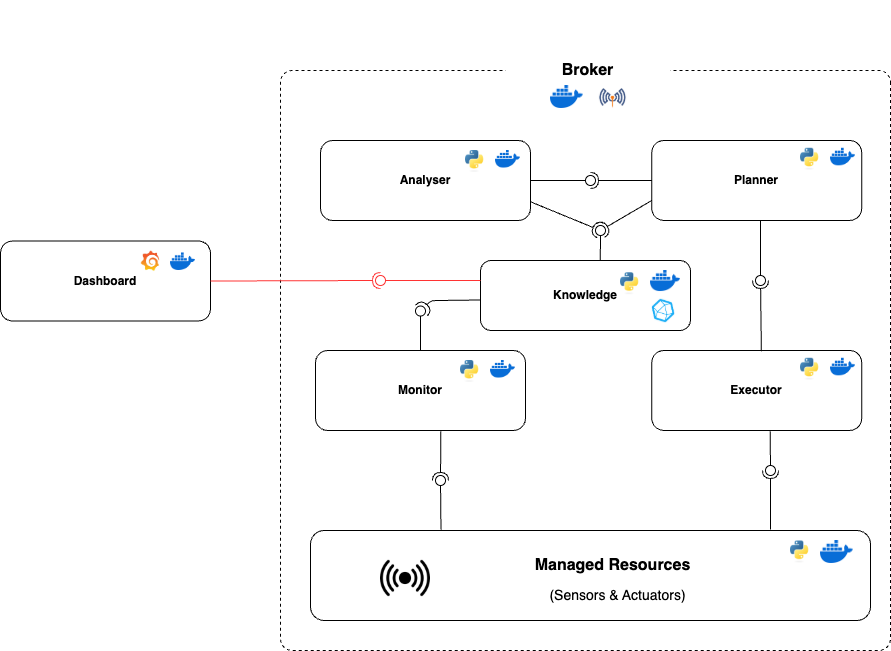 Broker
Analyser
Planner
Dashboard
Knowledge
Monitor
Executor
Managed Resources
(Sensors & Actuators)